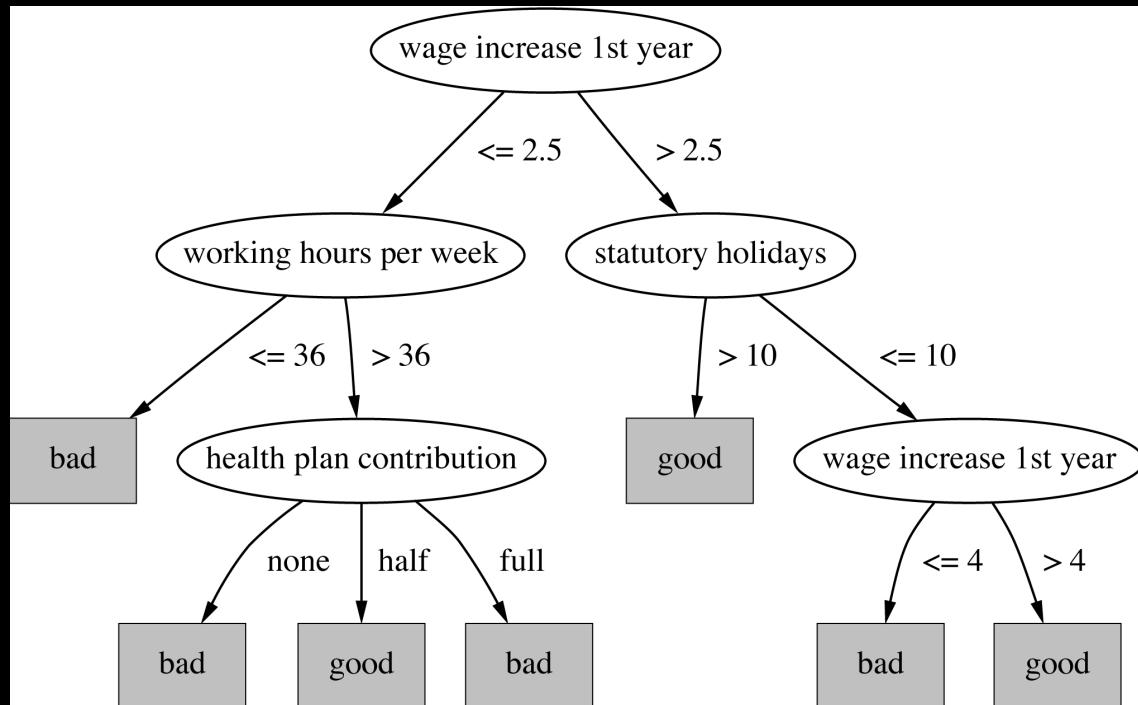 wage increase 1st year
<= 2.5
> 2.5
working hours per week
statutory holidays
<= 36
> 36
> 10
<= 10
bad
health plan contribution
good
wage increase 1st year
none
half
full
<= 4
> 4
bad
good
bad
bad
good